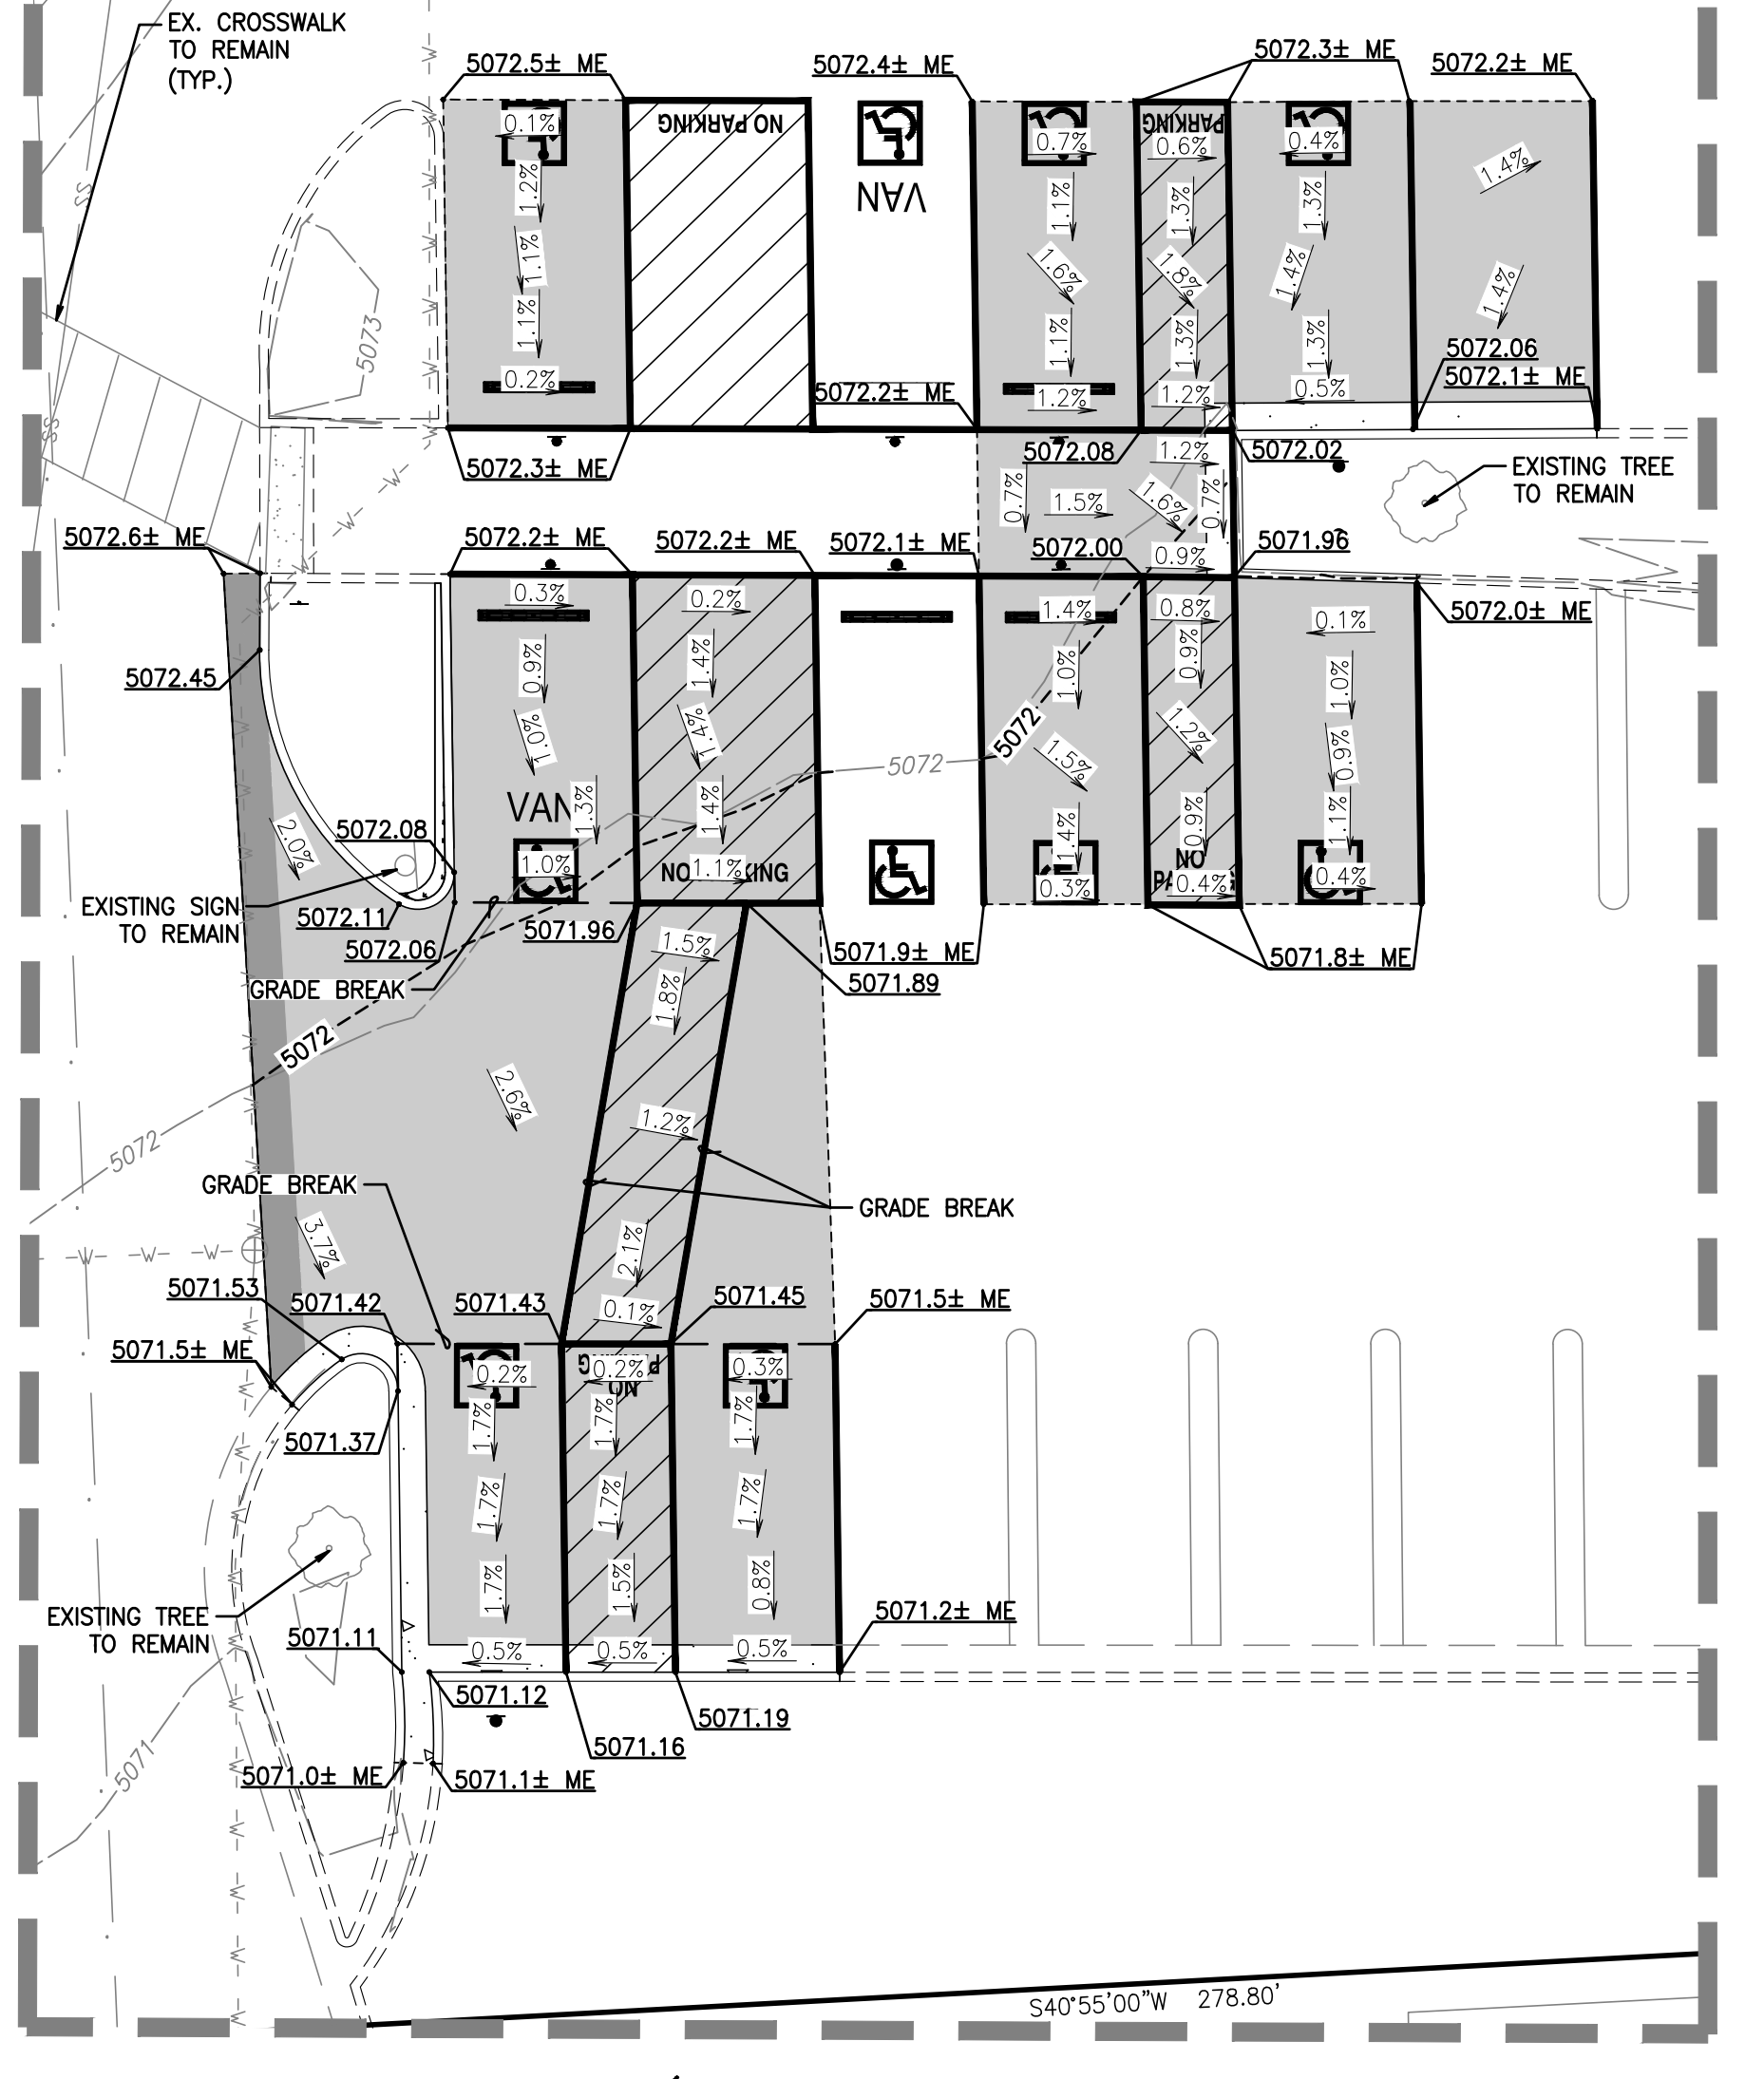 EX. CROSSWALK
TO REMAIN
(TYP.)
5072.5± ME
5072.4± ME
5072.3± ME
5072.2± ME
0.1%
NO PARKING
VAN
0.7%
PARKING
0.6%
0.4%
1.4%
1.2%
1.1%
1.3%
1.3%
1.1%
1.6%
1.8%
1.4%
1.4%
1.1%
1.1%
1.3%
1.3%
0.2%
1.2%
1.2%
0.5%
SS
SS
5073
5072.06
5072.1± ME
5072.2± ME
5072.3± ME
5072.08
1.2%
5072.02
EXISTING TREE
TO REMAIN
0.7%
1.5%
1.6%
0.7%
5072.6± ME
5072.2± ME
5072.2± ME
5072.1± ME
5072.00
0.9%
5071.96
5072.0± ME
0.3%
0.2%
1.4%
0.8%
0.1%
5072.45
0.9%
1.4%
1.0%
0.9%
1.0%
1.0%
1.4%
5072
5072
1.5%
1.2%
0.9%
VAN
1.3%
1.4%
1.4%
0.9%
1.1%
2.0%
5072.08
1.0%
1.1%
NO
0.3%
0.4%
0.4%
EXISTING SIGN
TO REMAIN
5072.11
5072.06
5071.96
5071.9± ME
5071.8± ME
5071.89
GRADE BREAK
1.5%
1.8%
5072
5072
2.6%
1.2%
GRADE BREAK
GRADE BREAK
3.7%
2.1%
W W W
5071.53
5071.42
5071.43
0.1%
5071.45
5071.5± ME
5071.5± ME
0.2%
0.2%
NO
0.3%
5071.37
1.7%
1.7%
1.7%
1.7%
1.7%
1.7%
1.7%
1.5%
0.8%
EXISTING TREE
TO REMAIN
5071.11
0.5%
0.5%
0.5%
5071.2± ME
5071.12
5071.19
5071.16
5071
5071.0± ME
5071.1± ME
S40°55'00"W 278.80'